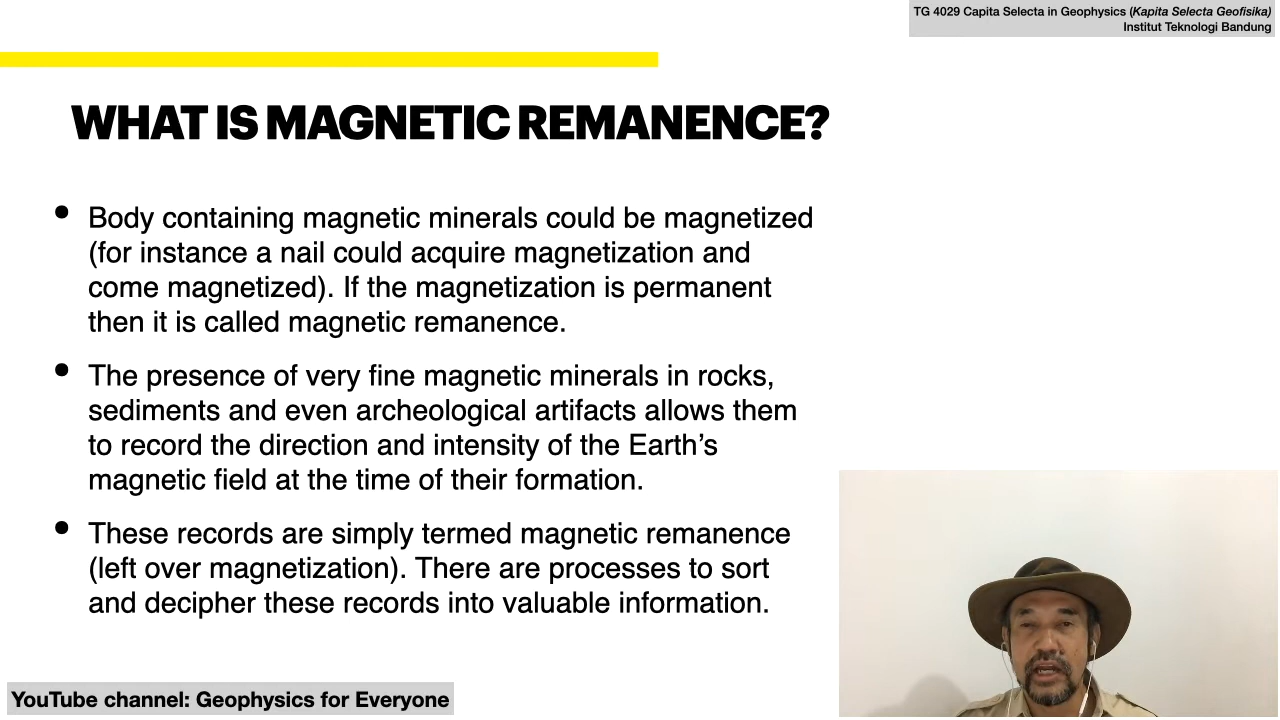 TG 4029 Capita Selecta in Geophysics (Kapita Selecta Geofisika)
Institut Teknologi Bandung
WHAT IS MAGNETIC REMANENCE?
• Body containing magnetic minerals could be magnetized
(for instance a nail could acquire magnetization and
come magnetized). If the magnetization is permanent
then it is called magnetic remanence.
• The presence of very fine magnetic minerals in rocks,
sediments and even archeological artifacts allows them
to record the direction and intensity of the Earth’s
magnetic field at the time of their formation.
• These records are simply termed magnetic remanence
(left over magnetization). There are processes to sort
and decipher these records into valuable information.
YouTube channel: Geophysics for Everyone